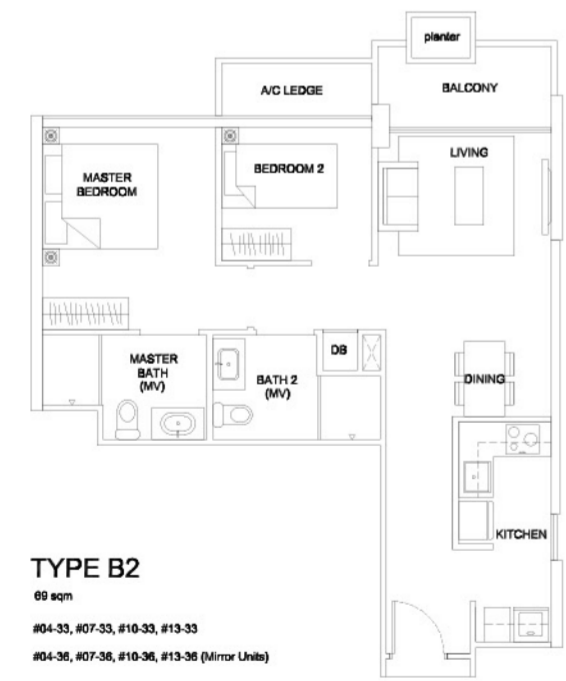 planter
A/C LEDGE
BALCONY
LIVING
BEDROOM 2
MASTER
BEDROOM
DB
MASTER
BATH
(MV)
BATH 2
(MV)
DINING
KITCHEN
TYPE B2
69 sqm
#04-33, #07-33, #10-33, #13-33
#04-36, #07-36, #10-36, #13-36 (Mirror Units)